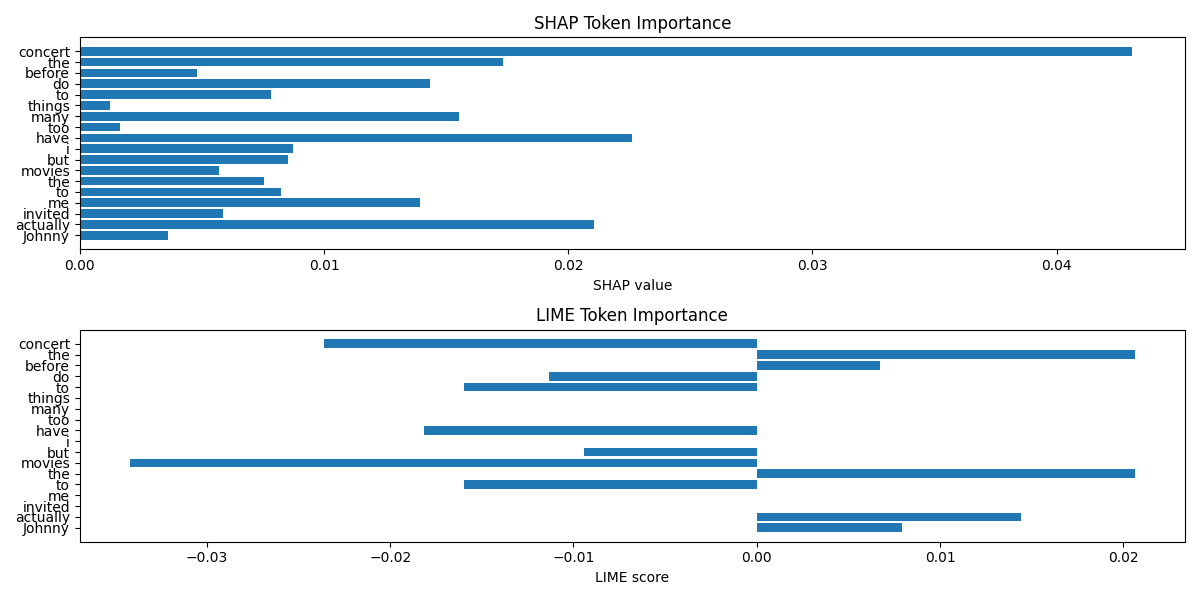 SHAP Token Importance
concert
the
before
do
to
things
many
too
have
i
but
movies
the
to
me
invited
actually
Johnny
0.00 0.01 0.02 0.03 0.04
SHAP value
LIME Token Importance
concert
the
before
do
to
things
many
too
have
i
but
movies
the
to
me
invited
actually
Johnny
−0.03 −0.02 −0.01 0.00 0.01 0.02
LIME score